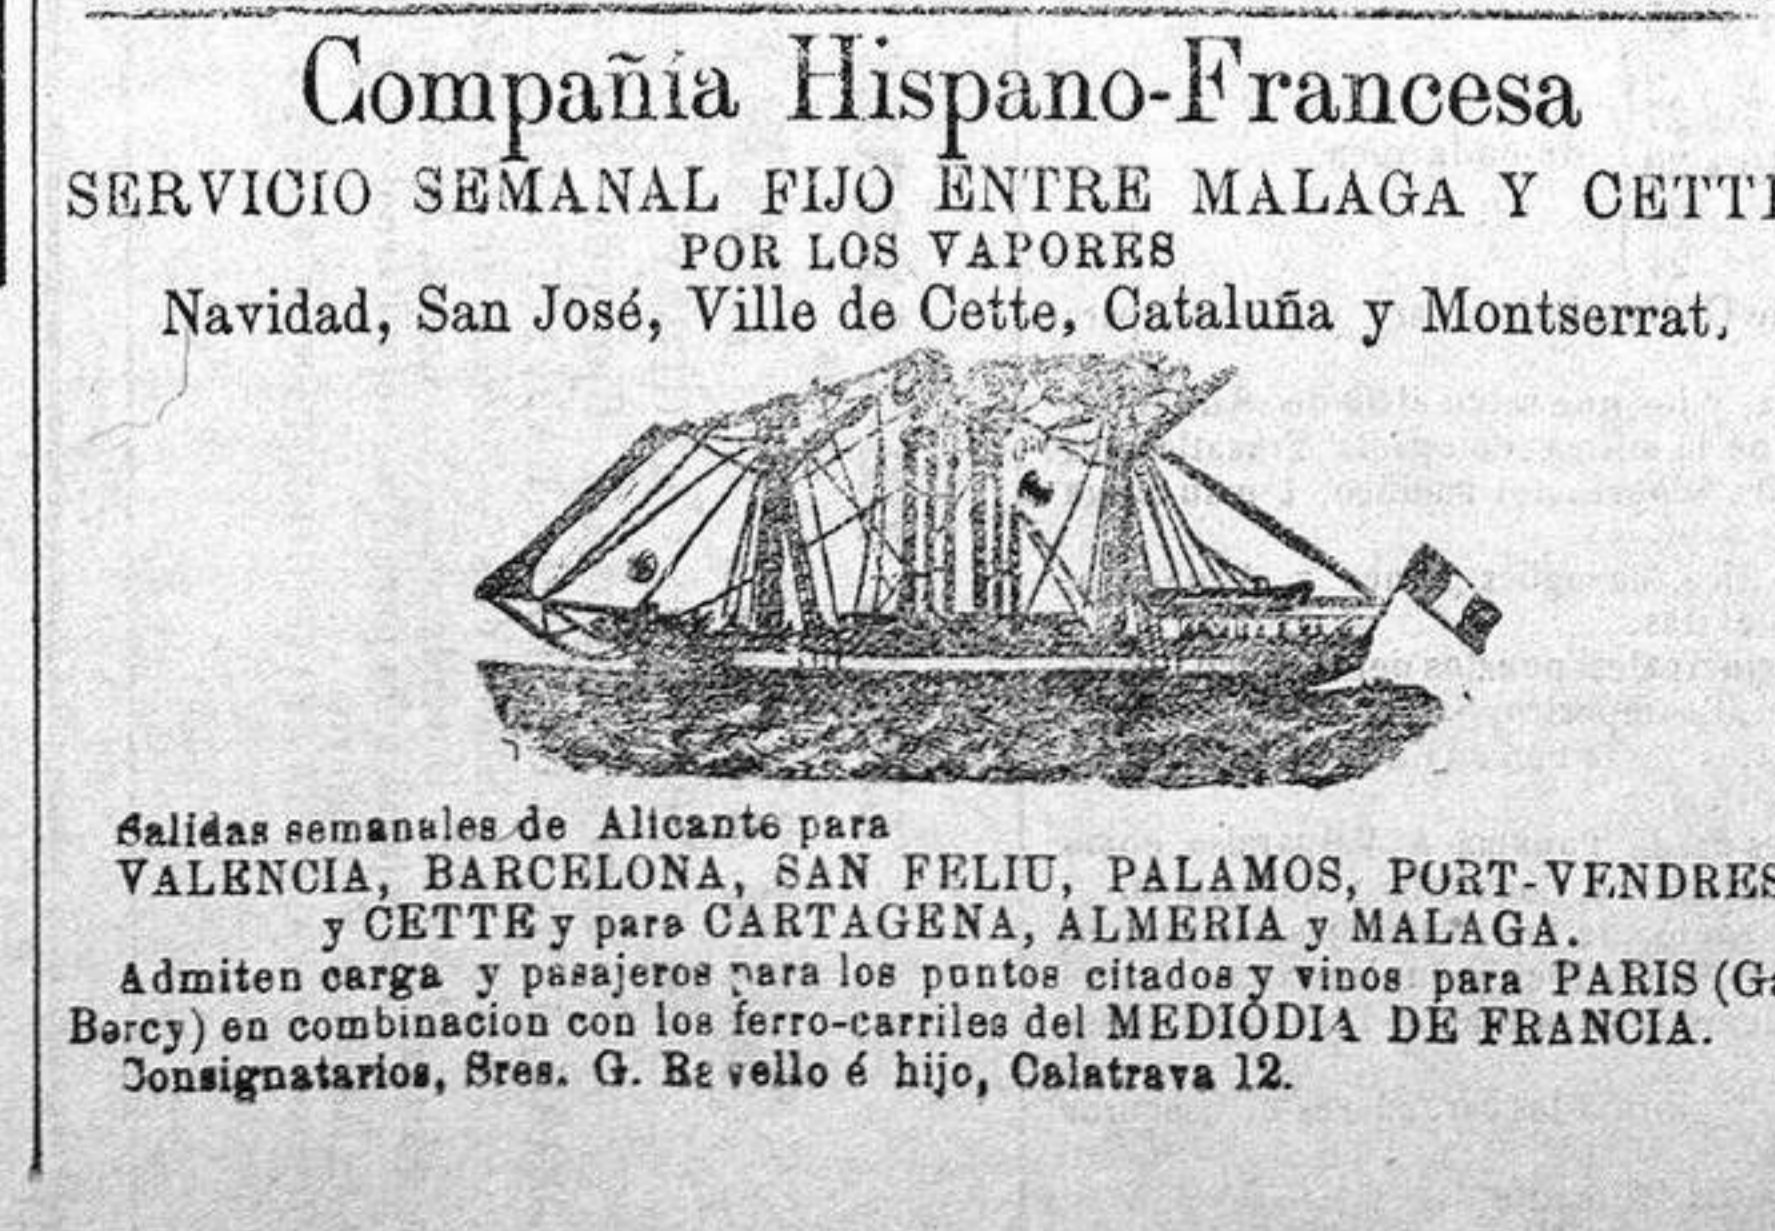 Compañía Hispano-Francesa
SERVICIO SEMANAL FIJO ENTRE MALAGA Y CETTE
POR LOS VAPORES
Navidad, San José, Ville de Cette, Cataluña y Montserrat,
Salidas semanales de Alicante para
VALENCIA, BARCELONA, SAN FELIU, PALAMOS, PORT-VENDRES
y CETTE y para CARTAGENA, ALMERIA y MALAGA.
Admiten carga y pasajeros para los puntos citados y vinos para PARIS (Ga
Bercy) en combinacion con los ferro-carriles del MEDIODIA DE FRANCIA.
Consignatarios, Sres. G. Ravello é hijo, Calatrava 12.